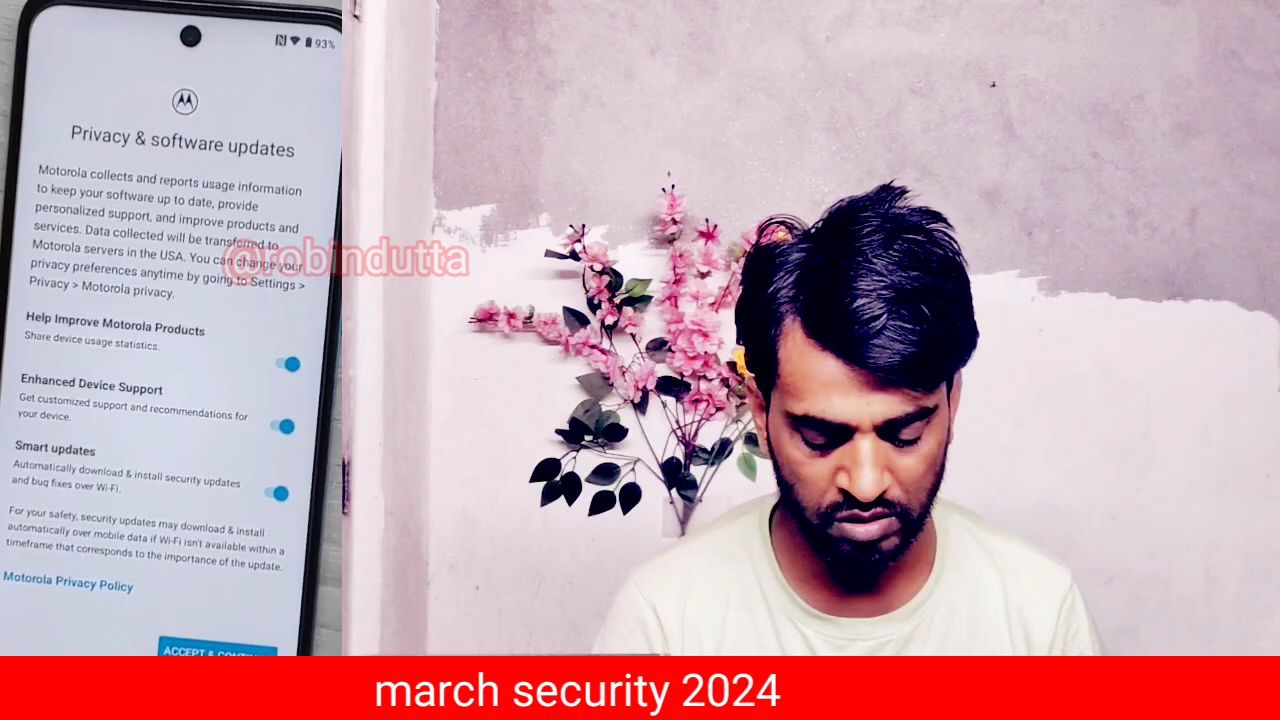 93%
Privacy & software updates
Motorola collects and reports usage information
to keep your software up to date, provide
personalized support, and improve products and
services. Data collected will be transferred to
Motorola servers in the USA. You can change your
privacy preferences anytime by going to Settings >
Privacy > Motorola privacy.
@robindutta
Help Improve Motorola Products
Share device usage statistics.
Enhanced Device Support
Get customized support and recommendations for
your device.
Smart updates
Automatically download & install security updates
and bug fixes over Wi-Fi.
For your safety, security updates may download & install
automatically over mobile data if Wi-Fi isn't available within a
timeframe that corresponds to the importance of the update.
Motorola Privacy Policy
ACCEPT & CONTINUE
march security 2024